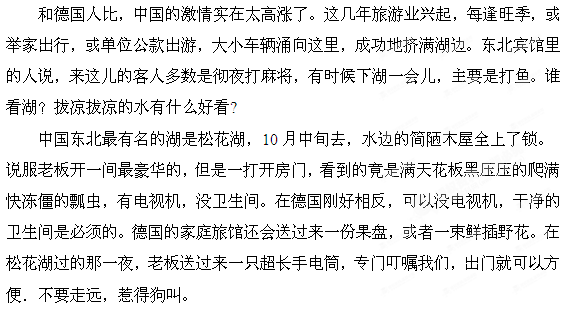 和德国人比，中国的激情实在太高涨了。这几年旅游业兴起，每逢旺季，或
举家出行，或单位公款出游，大小车辆涌向这里，成功地挤满湖边。东北宾馆里
的人说，来这儿的客人多数是彻夜打麻将，有时候下湖一会儿，主要是打鱼。谁
看湖？拔凉拔凉的水有什么好看?
中国东北最有名的湖是松花湖，10 月中旬去，水边的简陋木屋全上了锁。
说服老板开一间最豪华的，但是一打开房门，看到的竟是满天花板黑压压的爬满
快冻僵的瓢虫，有电视机，没卫生间。在德国刚好相反，可以没电视机，干净的
卫生间是必须的。德国的家庭旅馆还会送过来一份果盘，或者一束鲜插野花。在
松花湖过的那一夜，老板送过来一只超长手电筒，专门叮嘱我们，出门就可以方
便．不要走远，惹得狗叫。